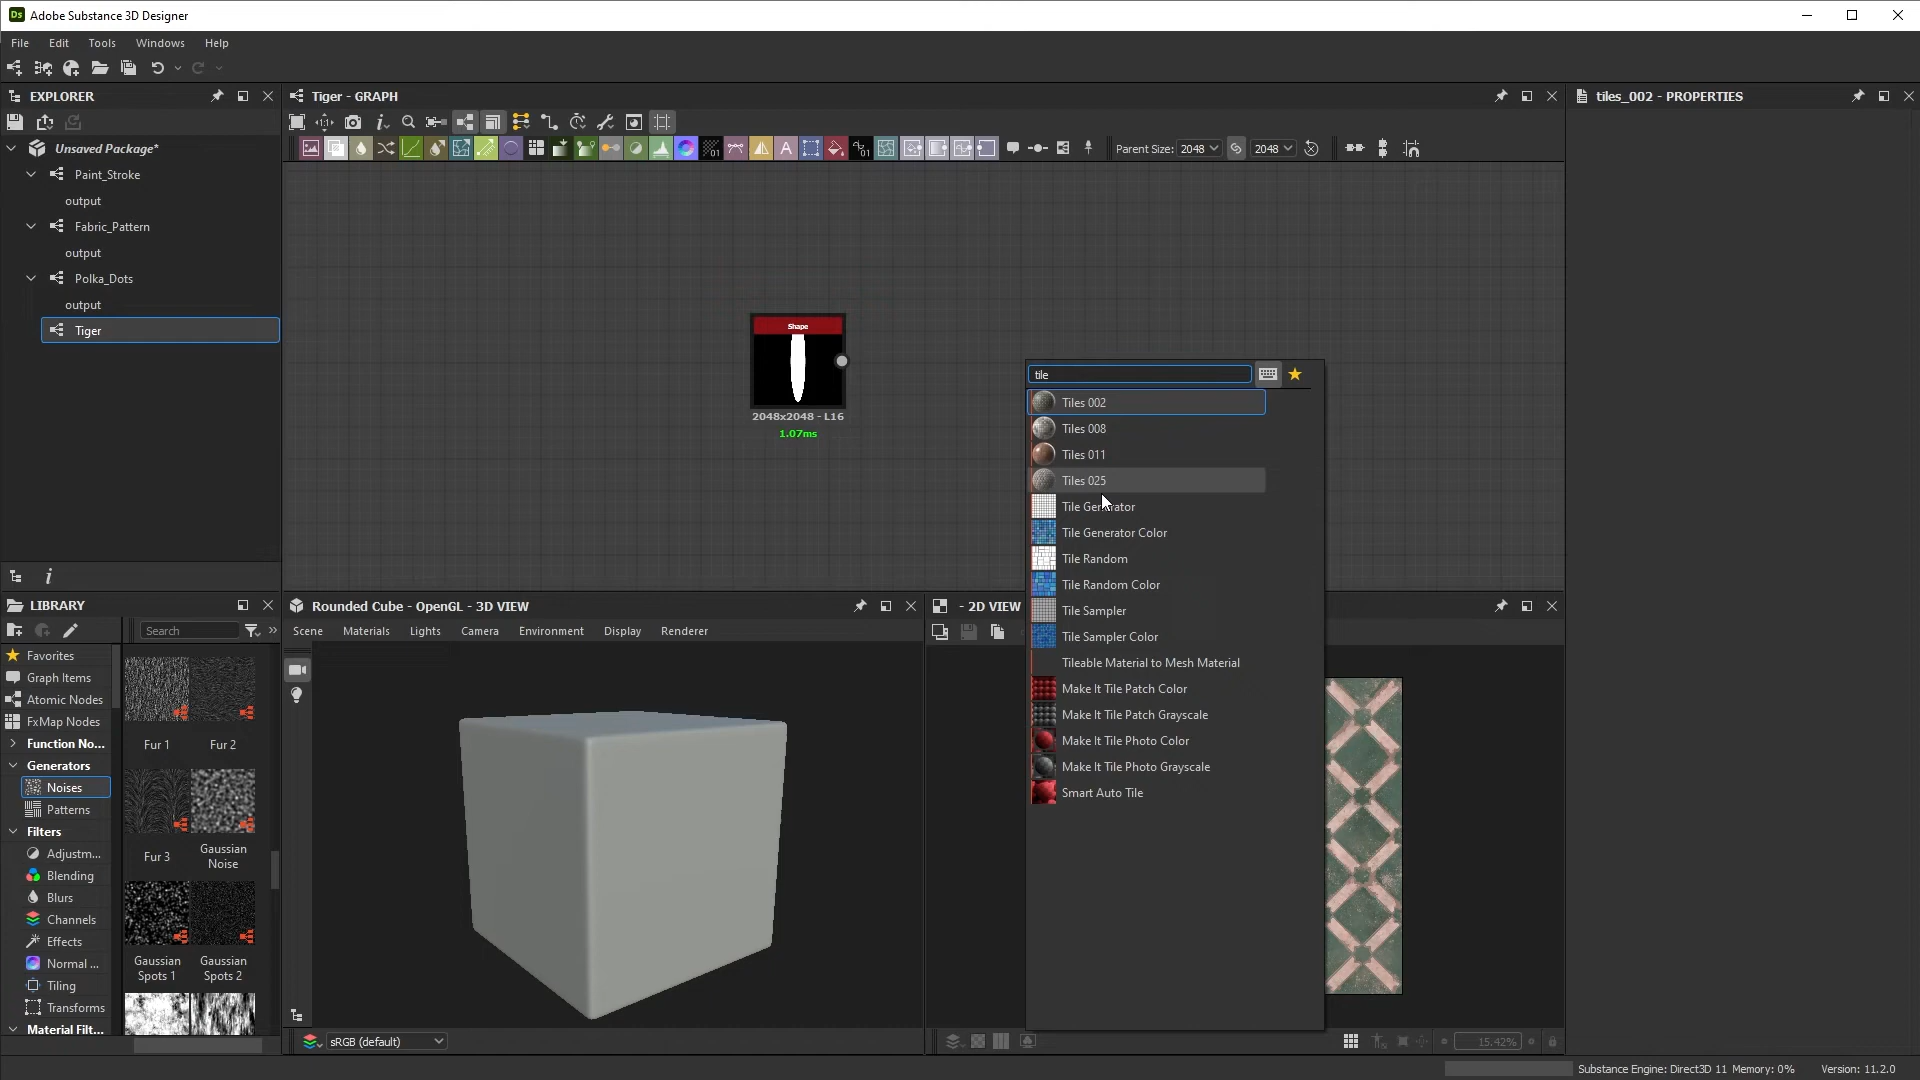 Ds Adobe Substance 3D Designer
File Edit Tools Windows Help
EXPLORER
Unsaved Package*
Paint_Stroke
output
Fabric_Pattern
output
Polka_Dots
output
Tiger
LIBRARY
Search
Favorites
Graph Items
Atomic Nodes
FxMap Nodes
Function No...
Generators
Noises
Patterns
Filters
Adjustm...
Blending
Blurs
Channels
Effects
Normal ...
Tiling
Transforms
Material Filt...
Fur 1 Fur 2
Fur 3 Gaussian
Noise
Gaussian Gaussian
Spots 1 Spots 2
Tiger - GRAPH
Parent Size: 2048 2048
Shape
2048x2048 - L16
1.07ms
tile
Tiles 002
Tiles 008
Tiles 011
Tiles 025
Tile Generator
Tile Generator Color
Tile Random
Tile Random Color
Tile Sampler
Tile Sampler Color
Tileable Material to Mesh Material
Make It Tile Patch Color
Make It Tile Patch Grayscale
Make It Tile Photo Color
Make It Tile Photo Grayscale
Smart Auto Tile
Rounded Cube - OpenGL - 3D VIEW
Scene Materials Lights Camera Environment Display Renderer
sRGB (default)
- 2D VIEW
15.42%
tiles_002 - PROPERTIES
Substance Engine: Direct3D 11 Memory: 0% Version: 11.2.0